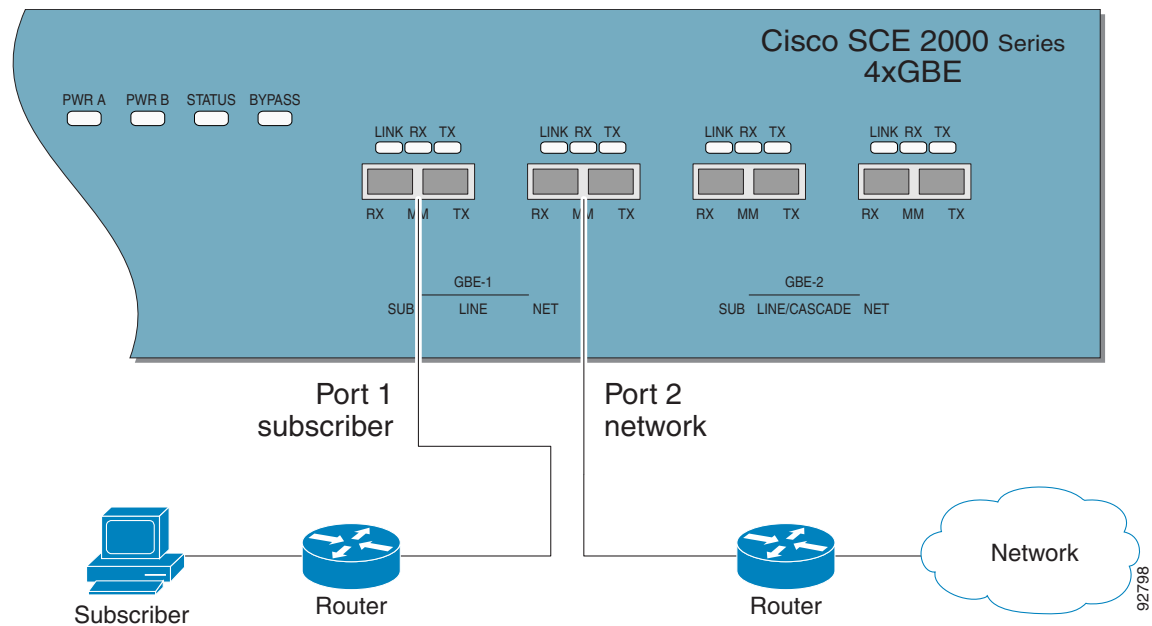 Cisco SCE 2000 Series
4xGBE
PWR A PWR B STATUS BYPASS
LINK RX TX LINK RX TX LINK RX TX LINK RX TX
RX MM TX RX MM TX RX MM TX RX MM TX
GBE-1 GBE-2
SUB LINE NET SUB LINE/CASCADE NET
Port 1
subscriber
Port 2
network
Network
Subscriber
Router
Router
92798